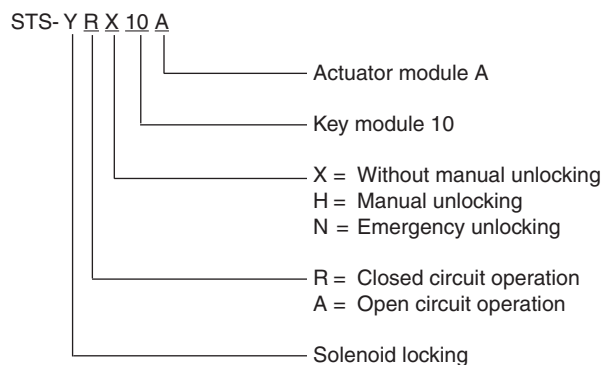 STS- Y R X 10 A
Actuator module A
Key module 10
X = Without manual unlocking
H = Manual unlocking
N = Emergency unlocking
R = Closed circuit operation
A = Open circuit operation
Solenoid locking